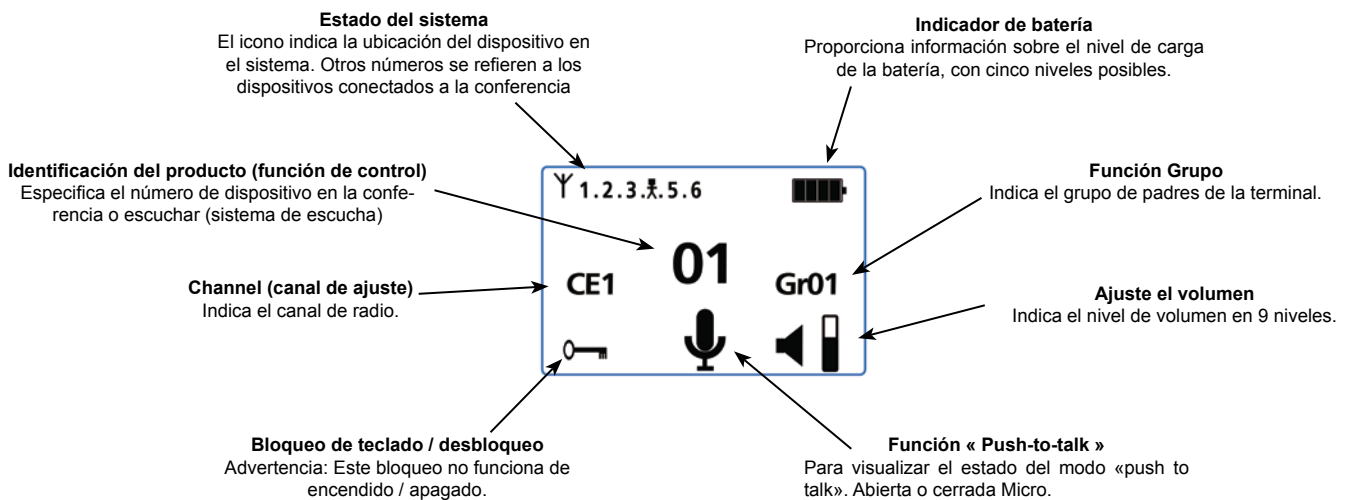 Estado del sistema
El icono indica la ubicación del dispositivo en
el sistema. Otros números se refieren a los
dispositivos conectados a la conferencia
Indicador de batería
Proporciona información sobre el nivel de carga
de la batería, con cinco niveles posibles.
Identificación del producto (función de control)
Especifica el número de dispositivo en la confe-
rencia o escuchar (sistema de escucha)
Función Grupo
Indica el grupo de padres de la terminal.
1.2.3. .5.6
01
CE1
Gr01
Channel (canal de ajuste)
Indica el canal de radio.
Ajuste el volumen
Indica el nivel de volumen en 9 niveles.
Bloqueo de teclado / desbloqueo
Advertencia: Este bloqueo no funciona de
encendido / apagado.
Función « Push-to-talk »
Para visualizar el estado del modo «push to
talk». Abierta o cerrada Micro.